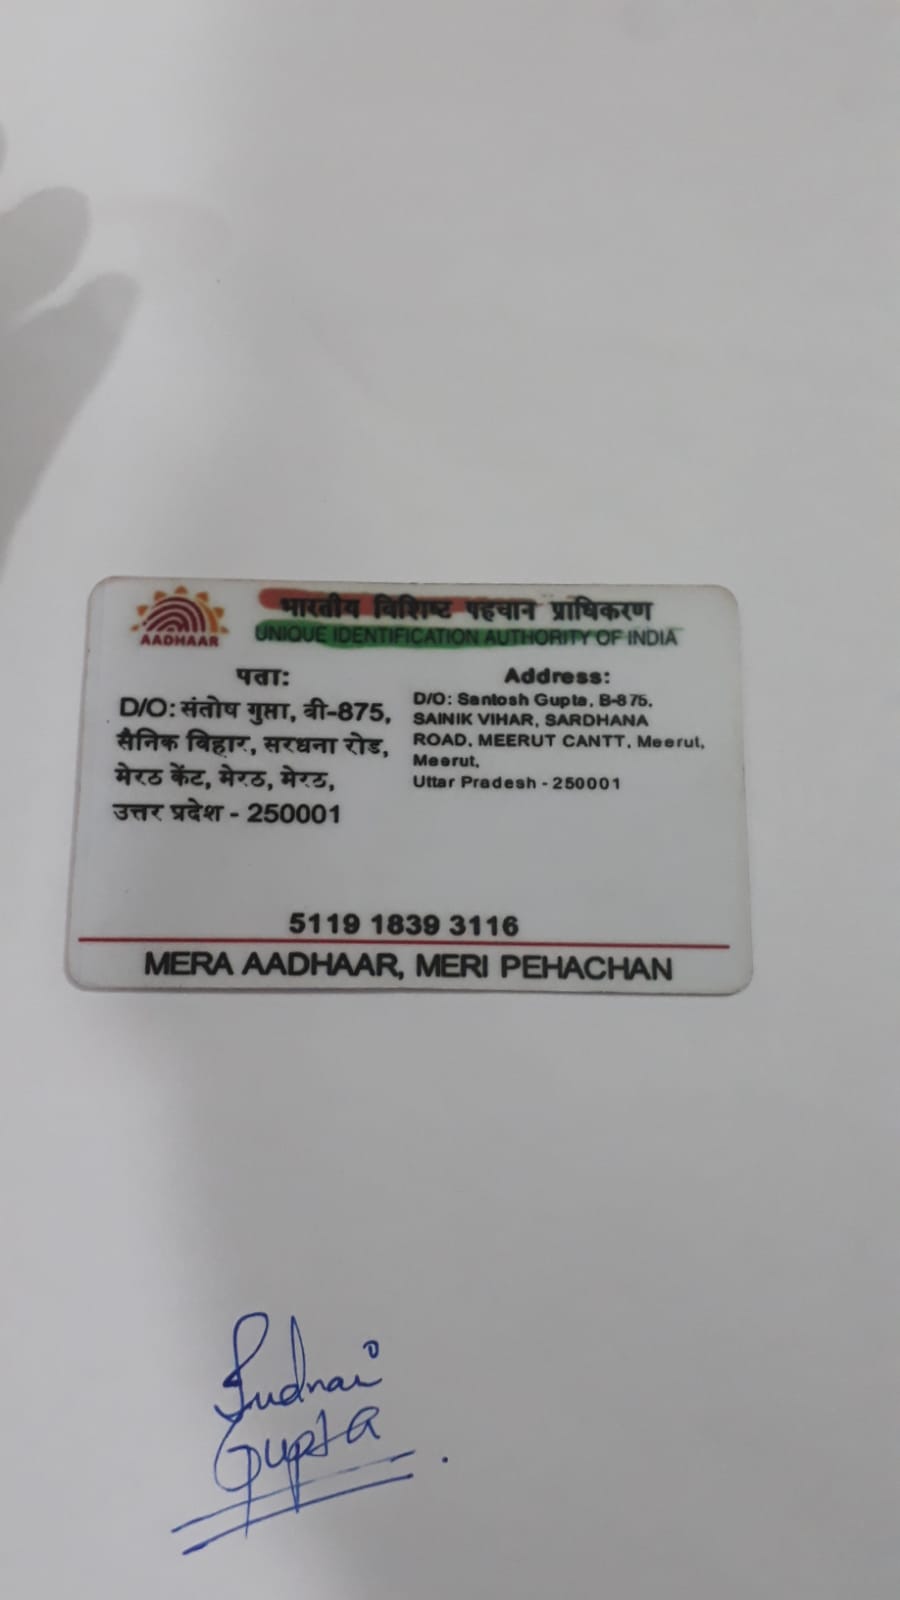 भारतीय विशिष्ट पहचान प्राधिकरण
UNIQUE IDENTIFICATION AUTHORITY OF INDIA
AADHAAR
पता:
D/O: संतोष गुप्ता, बी-875,
सैनिक विहार, सरधना रोड,
मेरठ केंट, मेरठ, मेरठ,
उत्तर प्रदेश - 250001
Address:
D/O: Santosh Gupta, B-875,
SAINIK VIHAR, SARDHANA
ROAD, MEERUT CANTT, Meerut,
Meerut,
Uttar Pradesh - 250001
5119 1839 3116
MERA AADHAAR, MERI PEHACHAN
Gupta